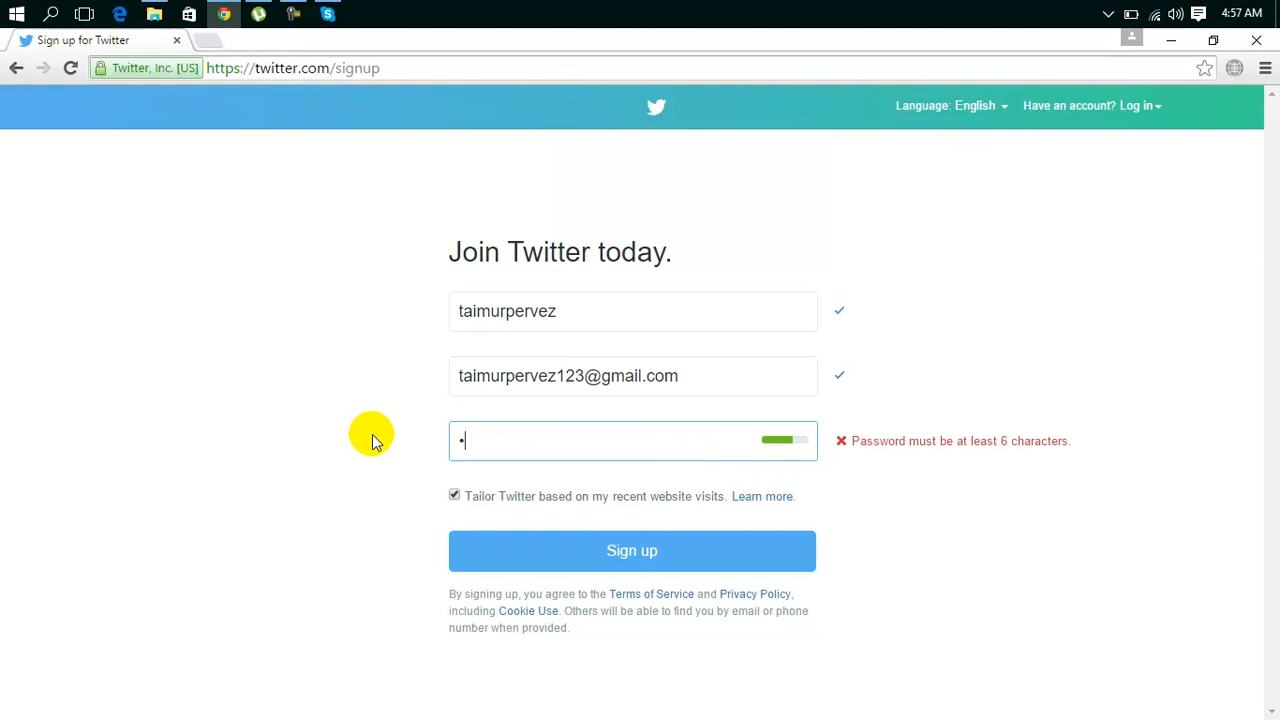 4:57 AM
Sign up for Twitter
Twitter, Inc. [US] https://twitter.com/signup
Language: English Have an account? Log in
Join Twitter today.
taimurpervez
taimurpervez123@gmail.com
Password must be at least 6 characters.
Tailor Twitter based on my recent website visits. Learn more.
Sign up
By signing up, you agree to the Terms of Service and Privacy Policy,
including Cookie Use. Others will be able to find you by email or phone
number when provided.